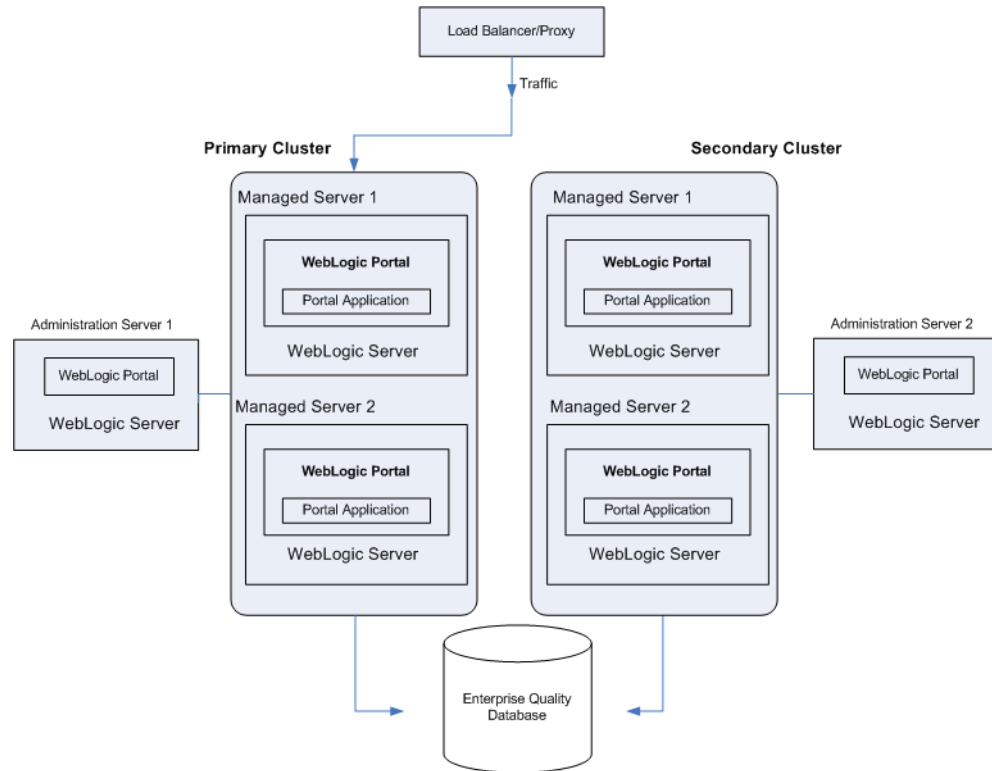 Load Balancer/Proxy
Traffic
Primary Cluster
Secondary Cluster
Managed Server 1
WebLogic Portal
Portal Application
WebLogic Server
Managed Server 2
WebLogic Portal
Portal Application
WebLogic Server
Managed Server 1
WebLogic Portal
Portal Application
WebLogic Server
Managed Server 2
WebLogic Portal
Portal Application
WebLogic Server
Administration Server 1
WebLogic Portal
WebLogic Server
Administration Server 2
WebLogic Portal
WebLogic Server
Enterprise Quality
Database